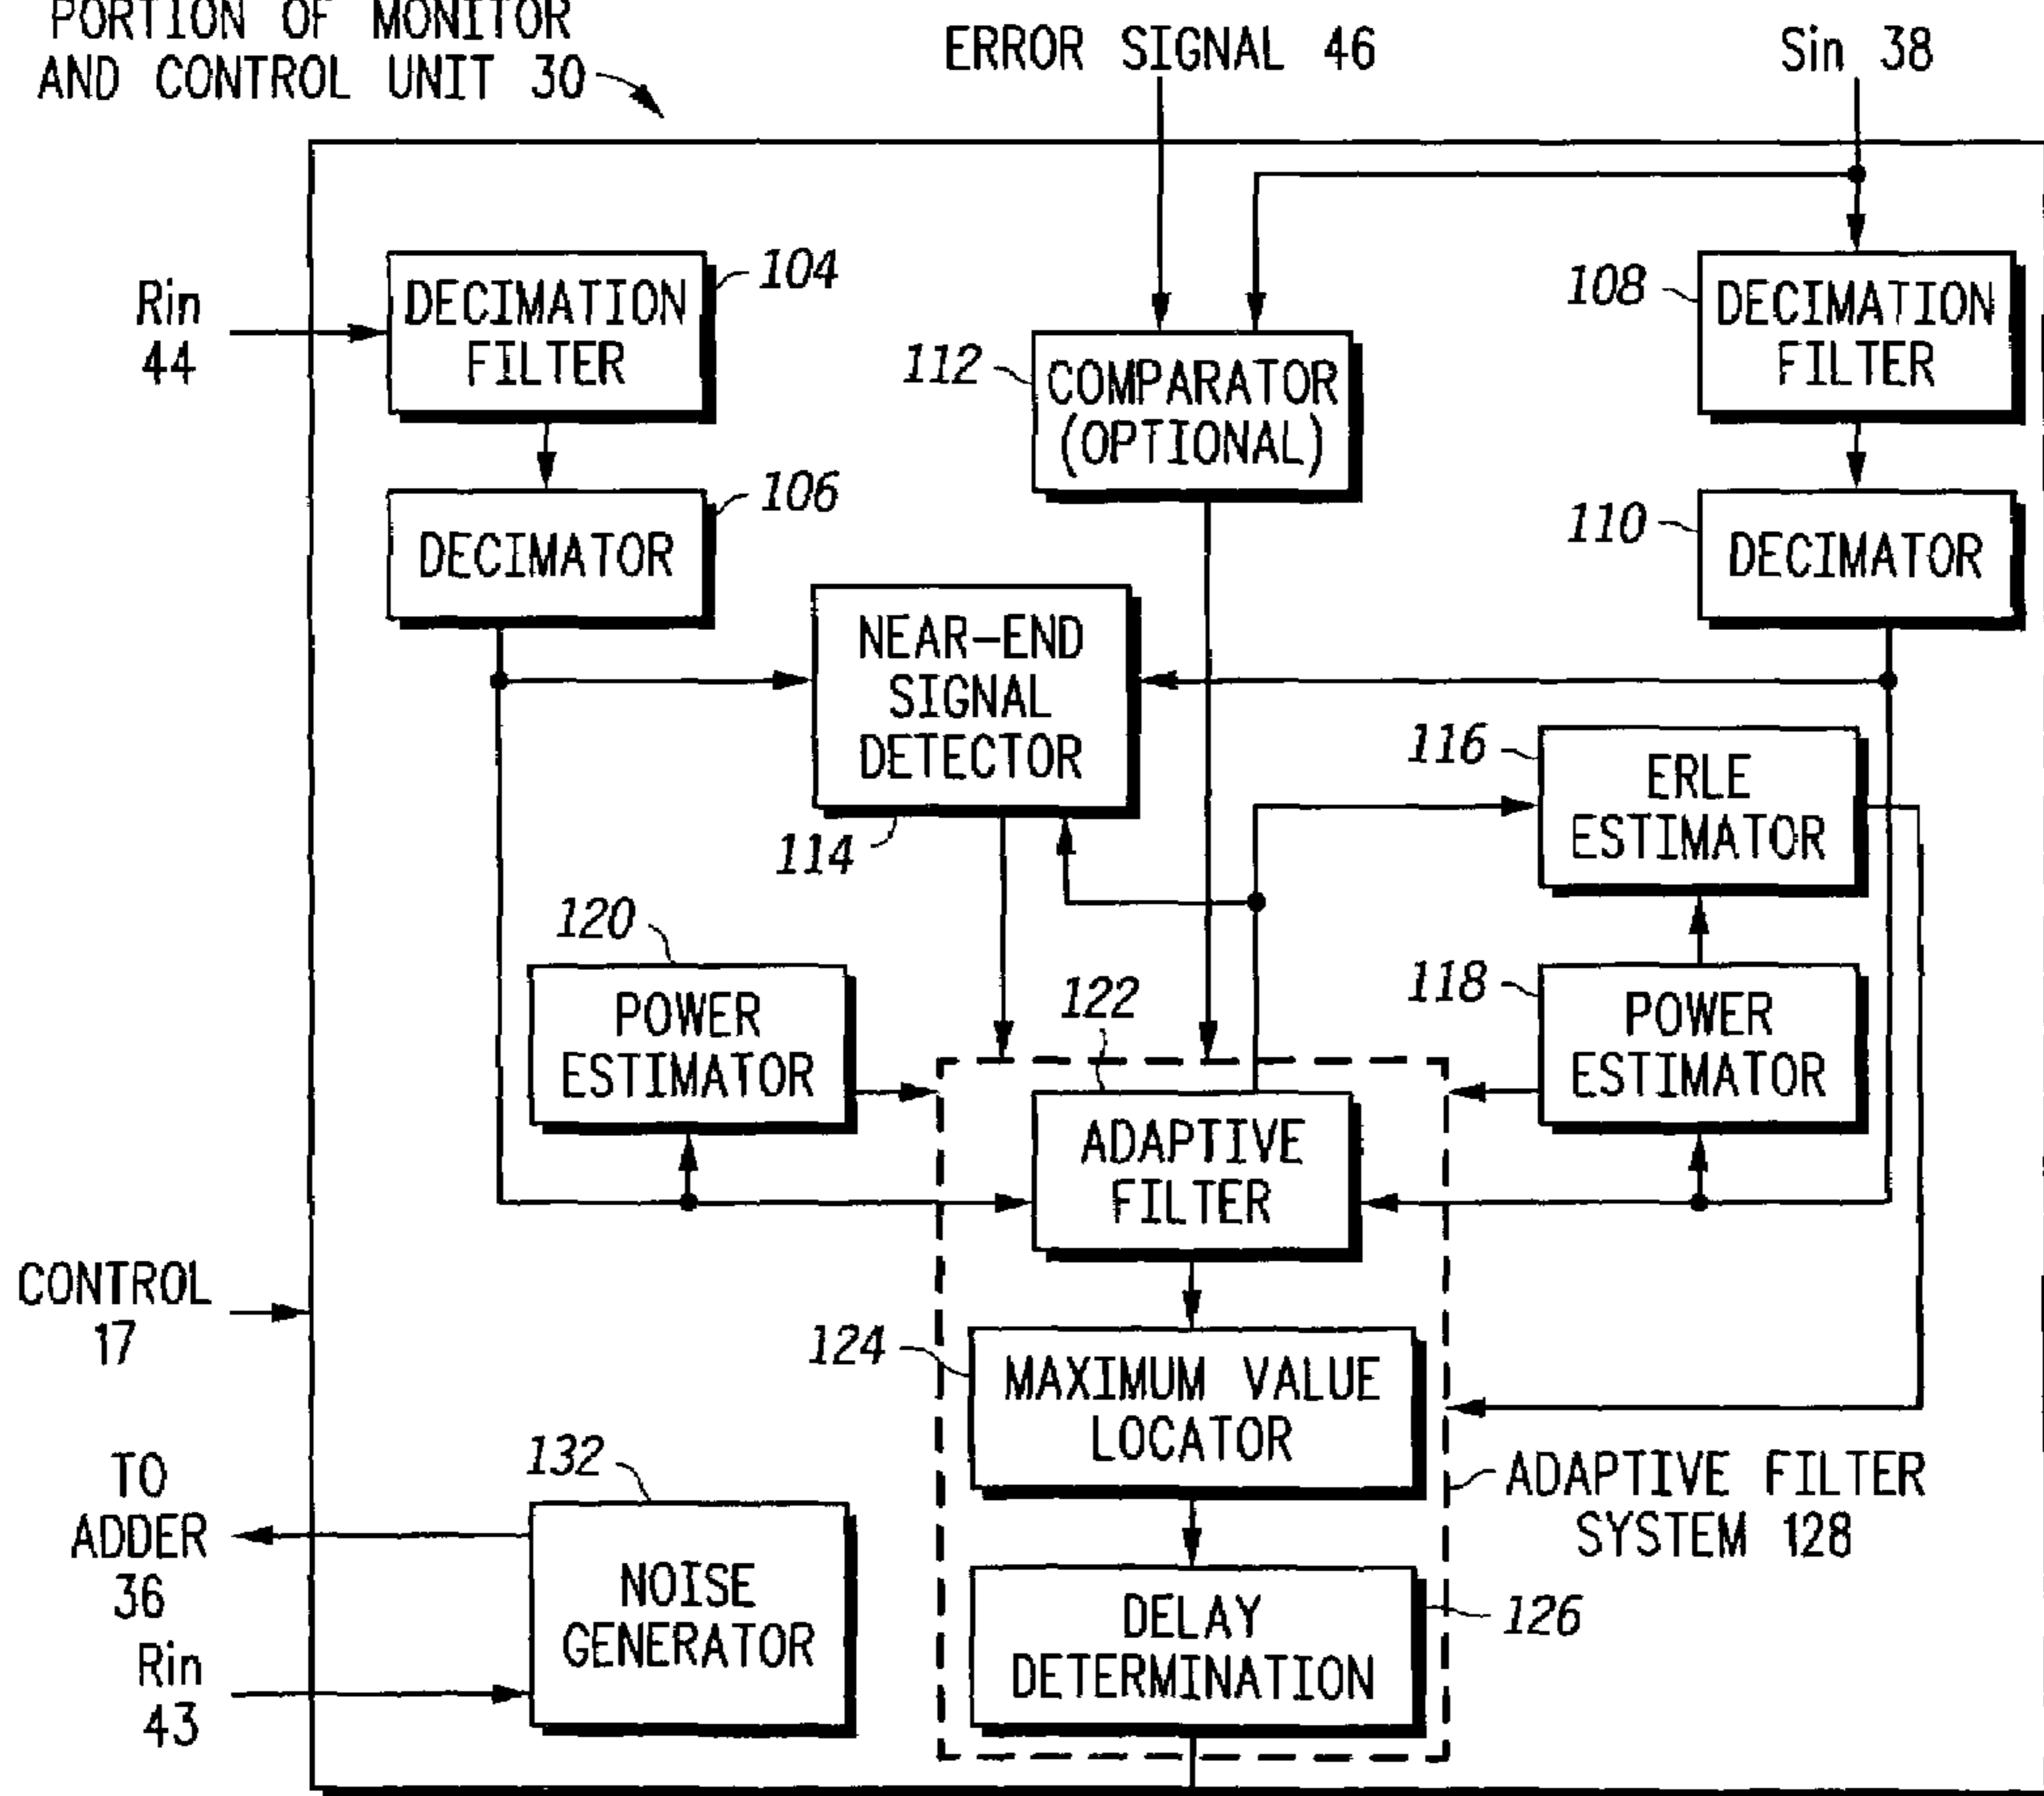 PORTION OF MONITOR
AND CONTROL UNIT 30
ERROR SIGNAL 46
Sin 38
Rin
44
DECIMATION
FILTER
104
DECIMATOR
106
112
COMPARATOR
(OPTIONAL)
108
DECIMATION
FILTER
110
DECIMATOR
NEAR-END
SIGNAL
DETECTOR
114
116
ERLE
ESTIMATOR
120
POWER
ESTIMATOR
122
ADAPTIVE
FILTER
118
POWER
ESTIMATOR
CONTROL
17
124
MAXIMUM VALUE
LOCATOR
ADAPTIVE FILTER
SYSTEM 128
TO
ADDER
36
Rin
43
132
NOISE
GENERATOR
DELAY
DETERMINATION
126